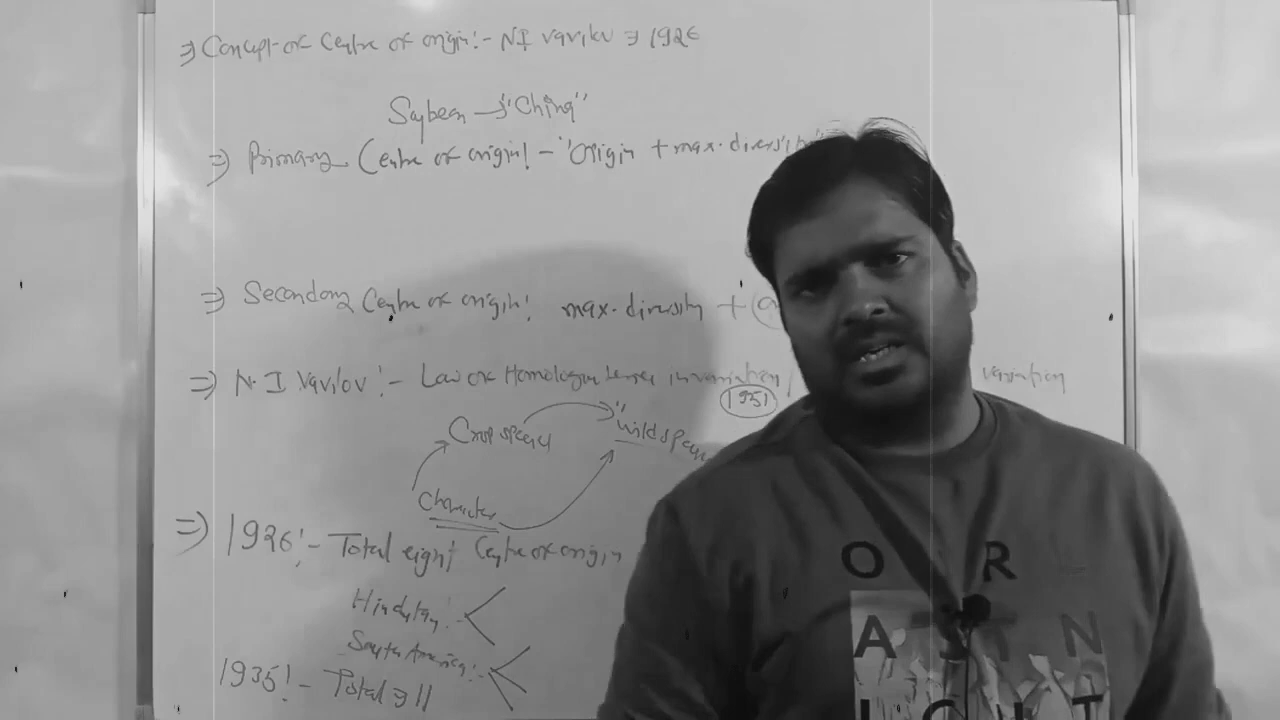 ⇒ Concept of Centre of origin:- N I Vavilov ⇒ 1926
Soybean → "China"
⇒ Primary Centre of origin! - "Origin + max. diversity"
⇒ Secondary Centre of origin! max. diversity +
⇒ N. I Vavilov:- Law of Homologous in variation
variation
1951
Crop species "Wild species
Character
⇒ 1926:- Total eight Centre of origin
Hindustan:-
South America:-
1935!- Total ⇒ 11
O R L
A S T N
I G H T